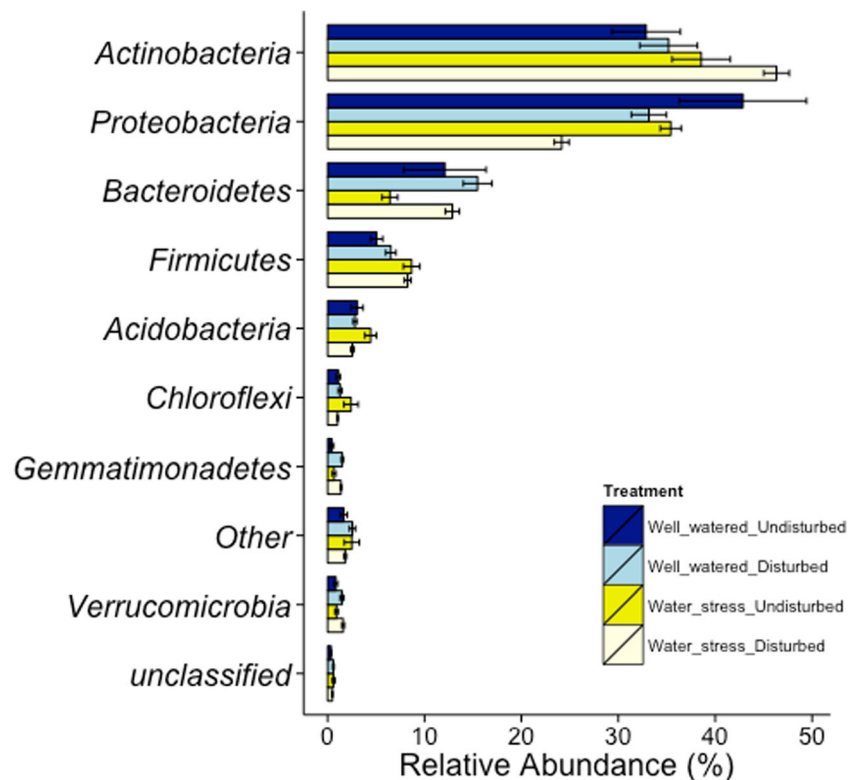 Actinobacteria
Proteobacteria
Bacteroidetes
Firmicutes
Acidobacteria
Chloroflexi
Gemmatimonadetes
Other
Verrucomicrobia
unclassified
Treatment
Well_watered_Undisturbed
Well_watered_Disturbed
Water_stress_Undisturbed
Water_stress_Disturbed
0 10 20 30 40 50
Relative Abundance (%)